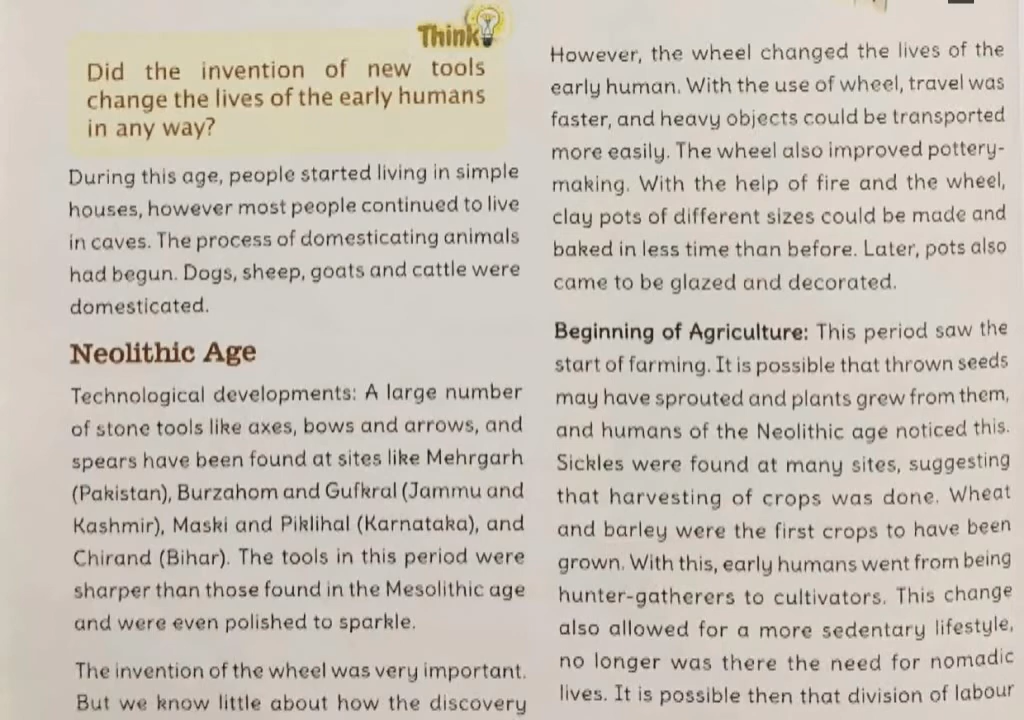 Think
Did the invention of new tools
change the lives of the early humans
in any way?
During this age, people started living in simple
houses, however most people continued to live
in caves. The process of domesticating animals
had begun. Dogs, sheep, goats and cattle were
domesticated.
Neolithic Age
Technological developments: A large number
of stone tools like axes, bows and arrows, and
spears have been found at sites like Mehrgarh
(Pakistan), Burzahom and Gufkral (Jammu and
Kashmir), Maski and Piklihal (Karnataka), and
Chirand (Bihar). The tools in this period were
sharper than those found in the Mesolithic age
and were even polished to sparkle.
The invention of the wheel was very important.
But we know little about how the discovery
However, the wheel changed the lives of the
early human. With the use of wheel, travel was
faster, and heavy objects could be transported
more easily. The wheel also improved pottery-
making. With the help of fire and the wheel,
clay pots of different sizes could be made and
baked in less time than before. Later, pots also
came to be glazed and decorated.
Beginning of Agriculture: This period saw the
start of farming. It is possible that thrown seeds
may have sprouted and plants grew from them,
and humans of the Neolithic age noticed this.
Sickles were found at many sites, suggesting
that harvesting of crops was done. Wheat
and barley were the first crops to have been
grown. With this, early humans went from being
hunter-gatherers to cultivators. This change
also allowed for a more sedentary lifestyle,
no longer was there the need for nomadic
lives. It is possible then that division of labour